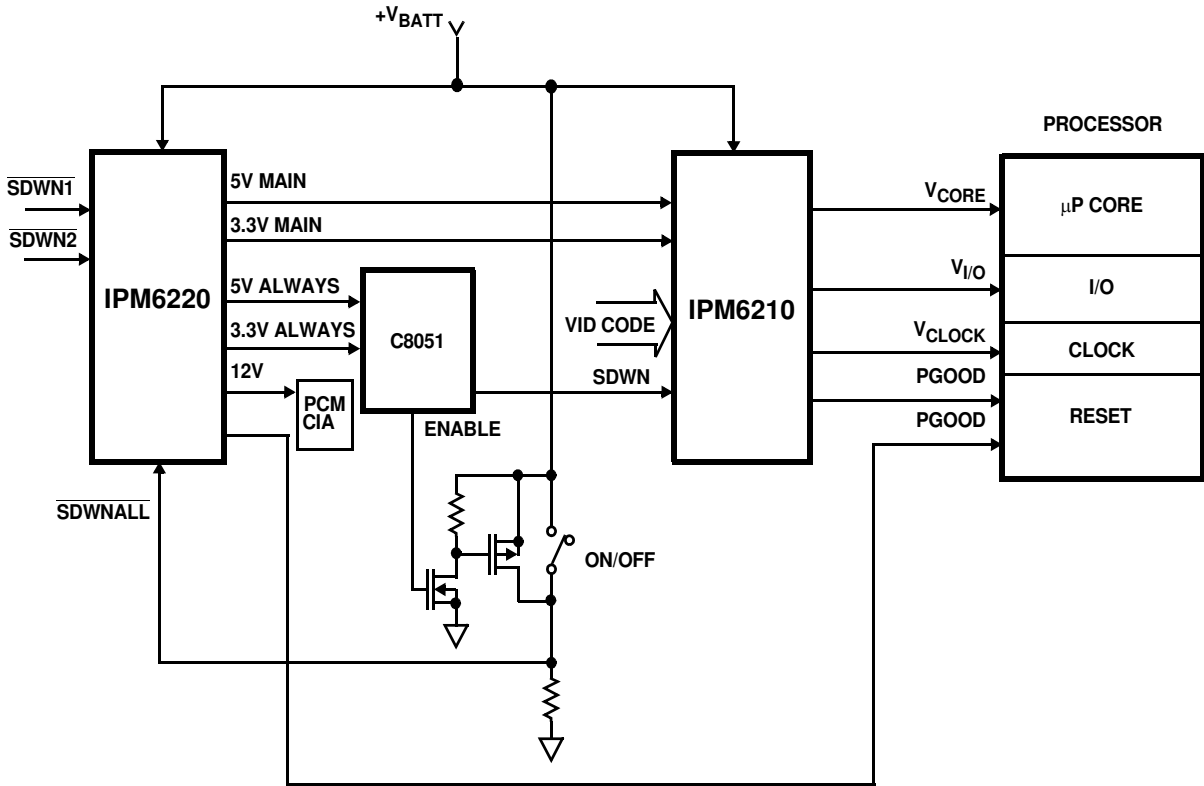 +VBATT
PROCESSOR
SDWN1
SDWN2
IPM6220
5V MAIN
3.3V MAIN
5V ALWAYS
3.3V ALWAYS
12V
PCM
CIA
C8051
ENABLE
VID CODE
SDWN
IPM6210
VCORE
VI/O
VCLOCK
PGOOD
PGOOD
μP CORE
I/O
CLOCK
RESET
SDWNALL
ON/OFF